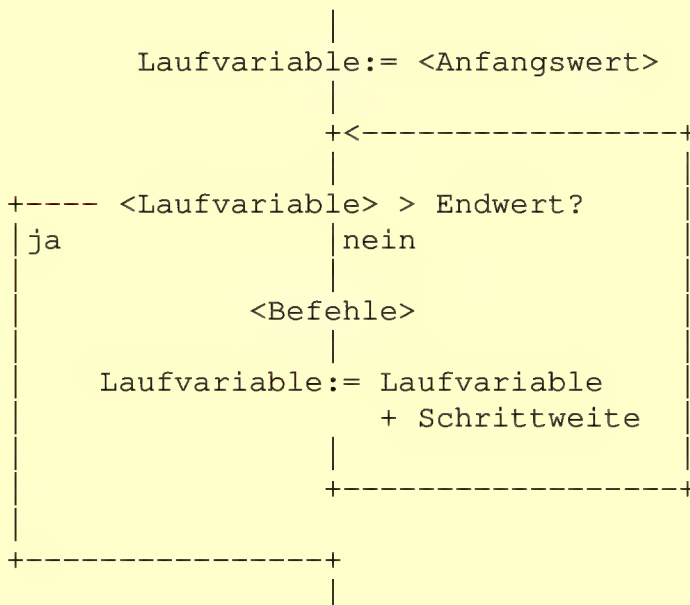 Laufvariable:= <Anfangswert>
<Laufvariable> > Endwert?
ja nein
<Befehle>
Laufvariable:= Laufvariable
+ Schrittweite